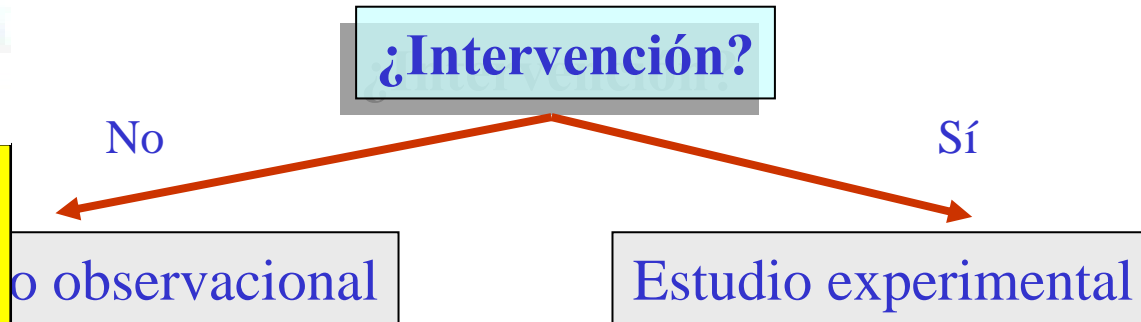 ¿Intervención?
No
Sí
o observacional
Estudio experimental